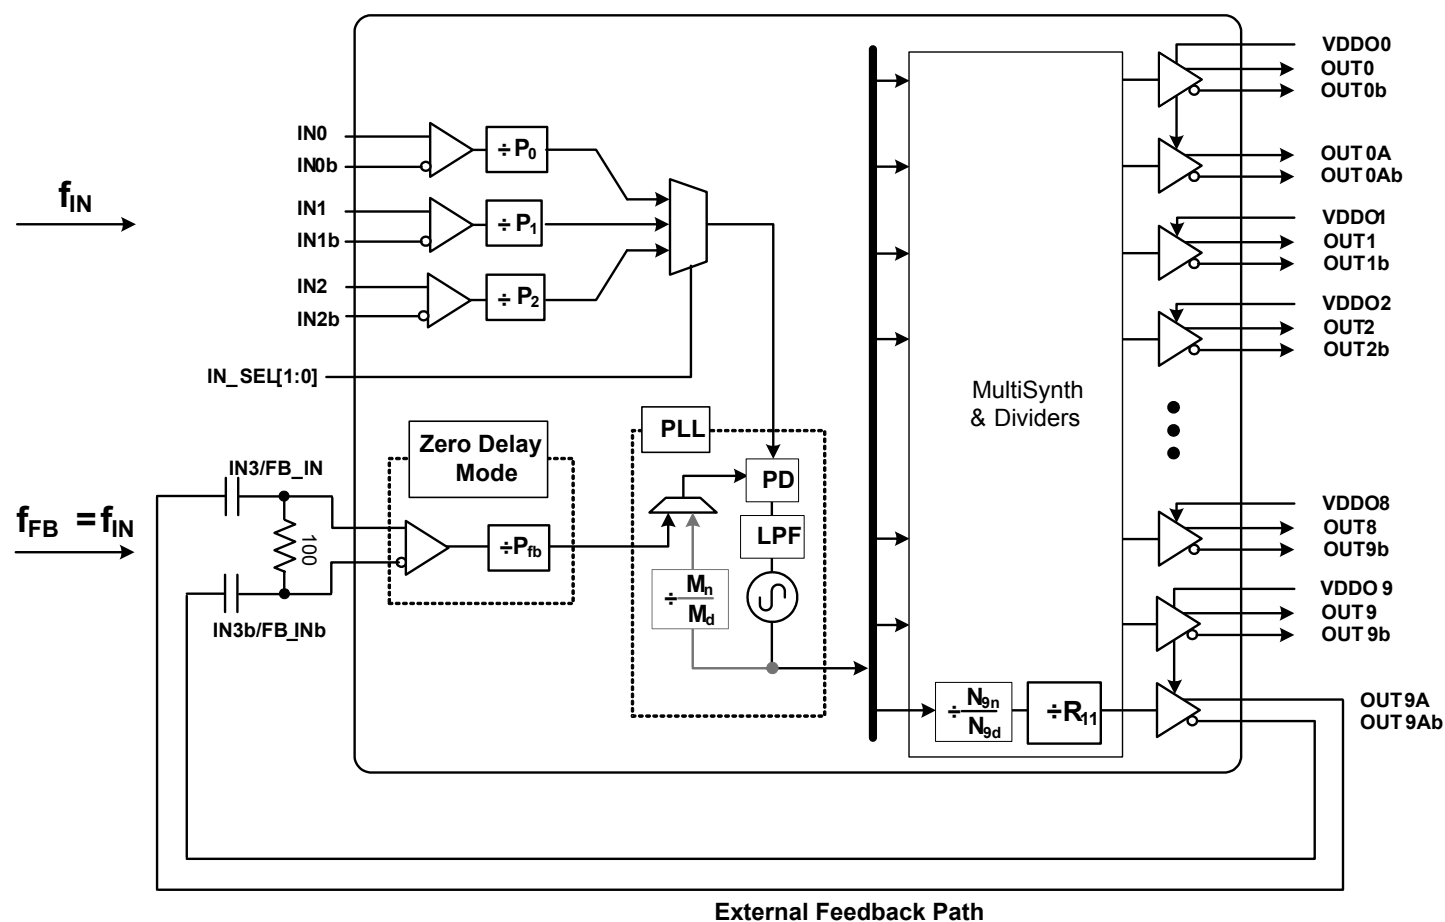 VDDO0
OUT0
OUT0b
IN0
÷ P0
IN0b
OUT0A
OUT0Ab
fIN
IN1
÷ P1
IN1b
VDDO1
OUT1
OUT1b
IN2
÷ P2
IN2b
VDDO2
OUT2
OUT2b
IN_SEL[1:0]
MultiSynth
& Dividers
PLL
Zero Delay
Mode
IN3/FB_IN
PD
fFB = fIN
100
÷Pfb
LPF
VDDO8
OUT8
OUT9b
÷ Mn
Md
IN3b/FB_INb
VDDO 9
OUT9
OUT9b
÷ N9n
N9d
÷R11
OUT9A
OUT9Ab
External Feedback Path